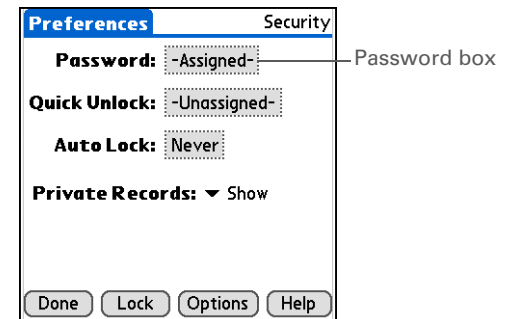 Preferences Security
Password: -Assigned- Password box
Quick Unlock: -Unassigned-
Auto Lock: Never
Private Records: Show
Done Lock Options Help